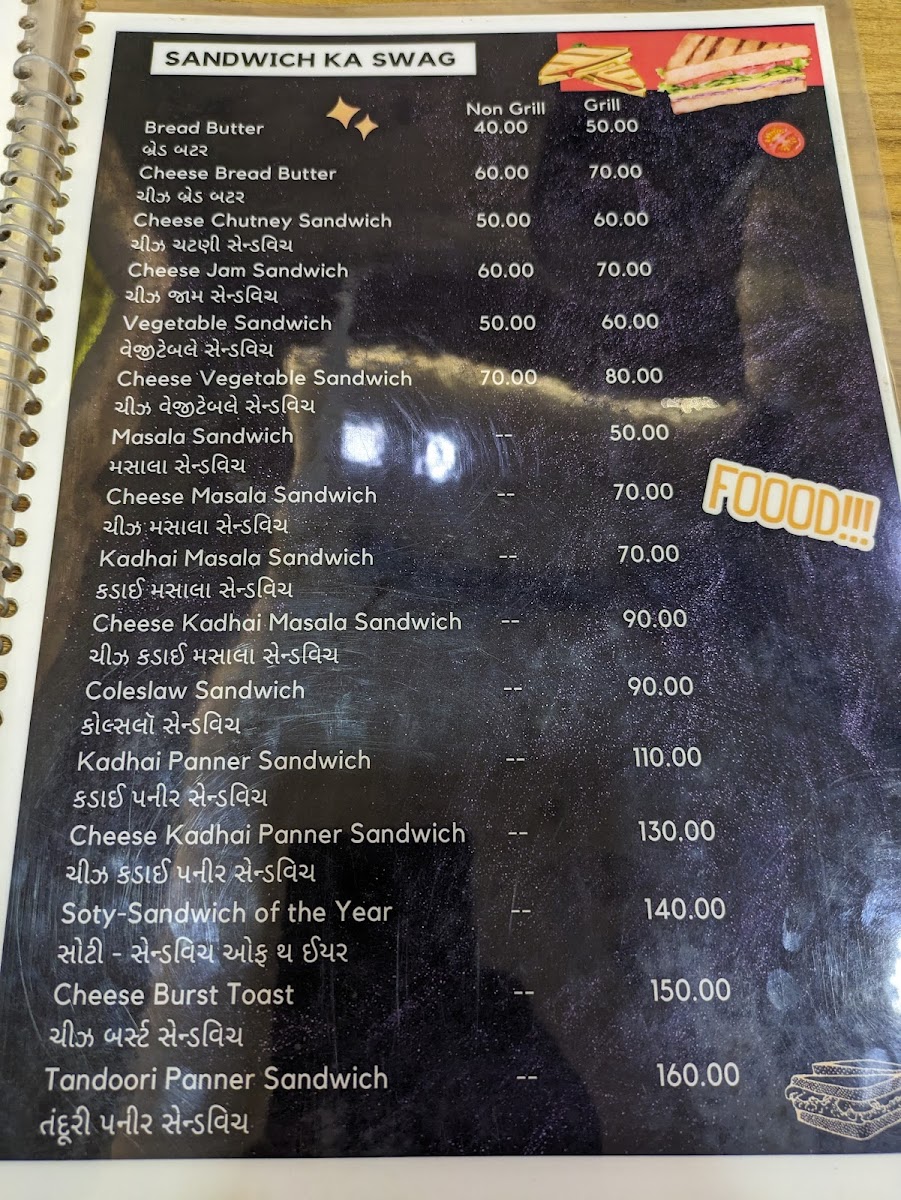 SANDWICH KA SWAG
Non Grill Grill
Bread Butter 40.00 50.00
બ્રેડ બટર
Cheese Bread Butter 60.00 70.00
ચીઝ બ્રેડ બટર
Cheese Chutney Sandwich 50.00 60.00
ચીઝ ચટણી સેન્ડવિચ
Cheese Jam Sandwich 60.00 70.00
ચીઝ જામ સેન્ડવિચ
Vegetable Sandwich 50.00 60.00
વેજીટેબલે સેન્ડવિચ
Cheese Vegetable Sandwich 70.00 80.00
ચીઝ વેજીટેબલે સેન્ડવિચ
Masala Sandwich -- 50.00
મસાલા સેન્ડવિચ
Cheese Masala Sandwich -- 70.00
ચીઝ મસાલા સેન્ડવિચ
FOOOD!!!
Kadhai Masala Sandwich -- 70.00
કડાઈ મસાલા સેન્ડવિચ
Cheese Kadhai Masala Sandwich -- 90.00
ચીઝ કડાઈ મસાલા સેન્ડવિચ
Coleslaw Sandwich -- 90.00
કોલ્સલૉ સેન્ડવિચ
Kadhai Panner Sandwich -- 110.00
કડાઈ પનીર સેન્ડવિચ
Cheese Kadhai Panner Sandwich -- 130.00
ચીઝ કડાઈ પનીર સેન્ડવિચ
Soty-Sandwich of the Year -- 140.00
સોટી - સેન્ડવિચ ઓફ થ ઈયર
Cheese Burst Toast -- 150.00
ચીઝ બર્સ્ટ સેન્ડવિચ
Tandoori Panner Sandwich -- 160.00
તંદૂરી પનીર સેન્ડવિચ